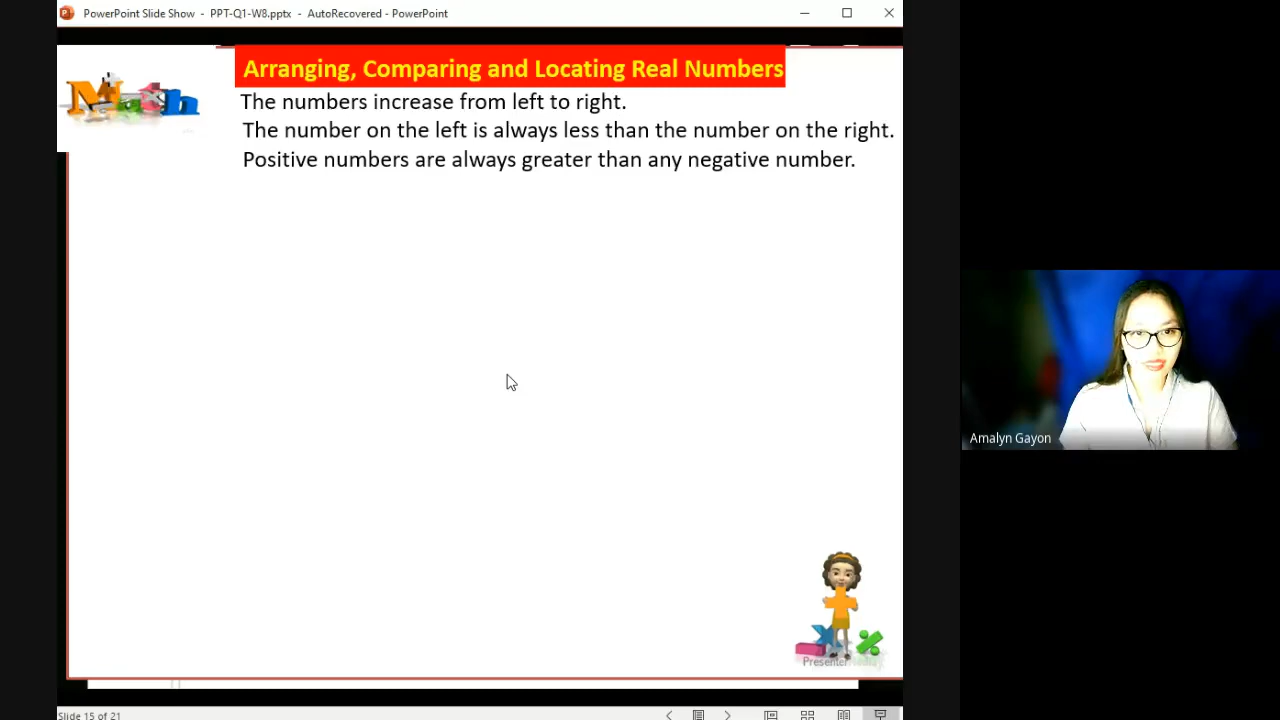 PowerPoint Slide Show - PPT-Q1-W8.pptx - AutoRecovered - PowerPoint
Math
Arranging, Comparing and Locating Real Numbers
The numbers increase from left to right.
The number on the left is always less than the number on the right.
Positive numbers are always greater than any negative number.
Amalyn Gayon
PresenterMedia
Slide 15 of 21